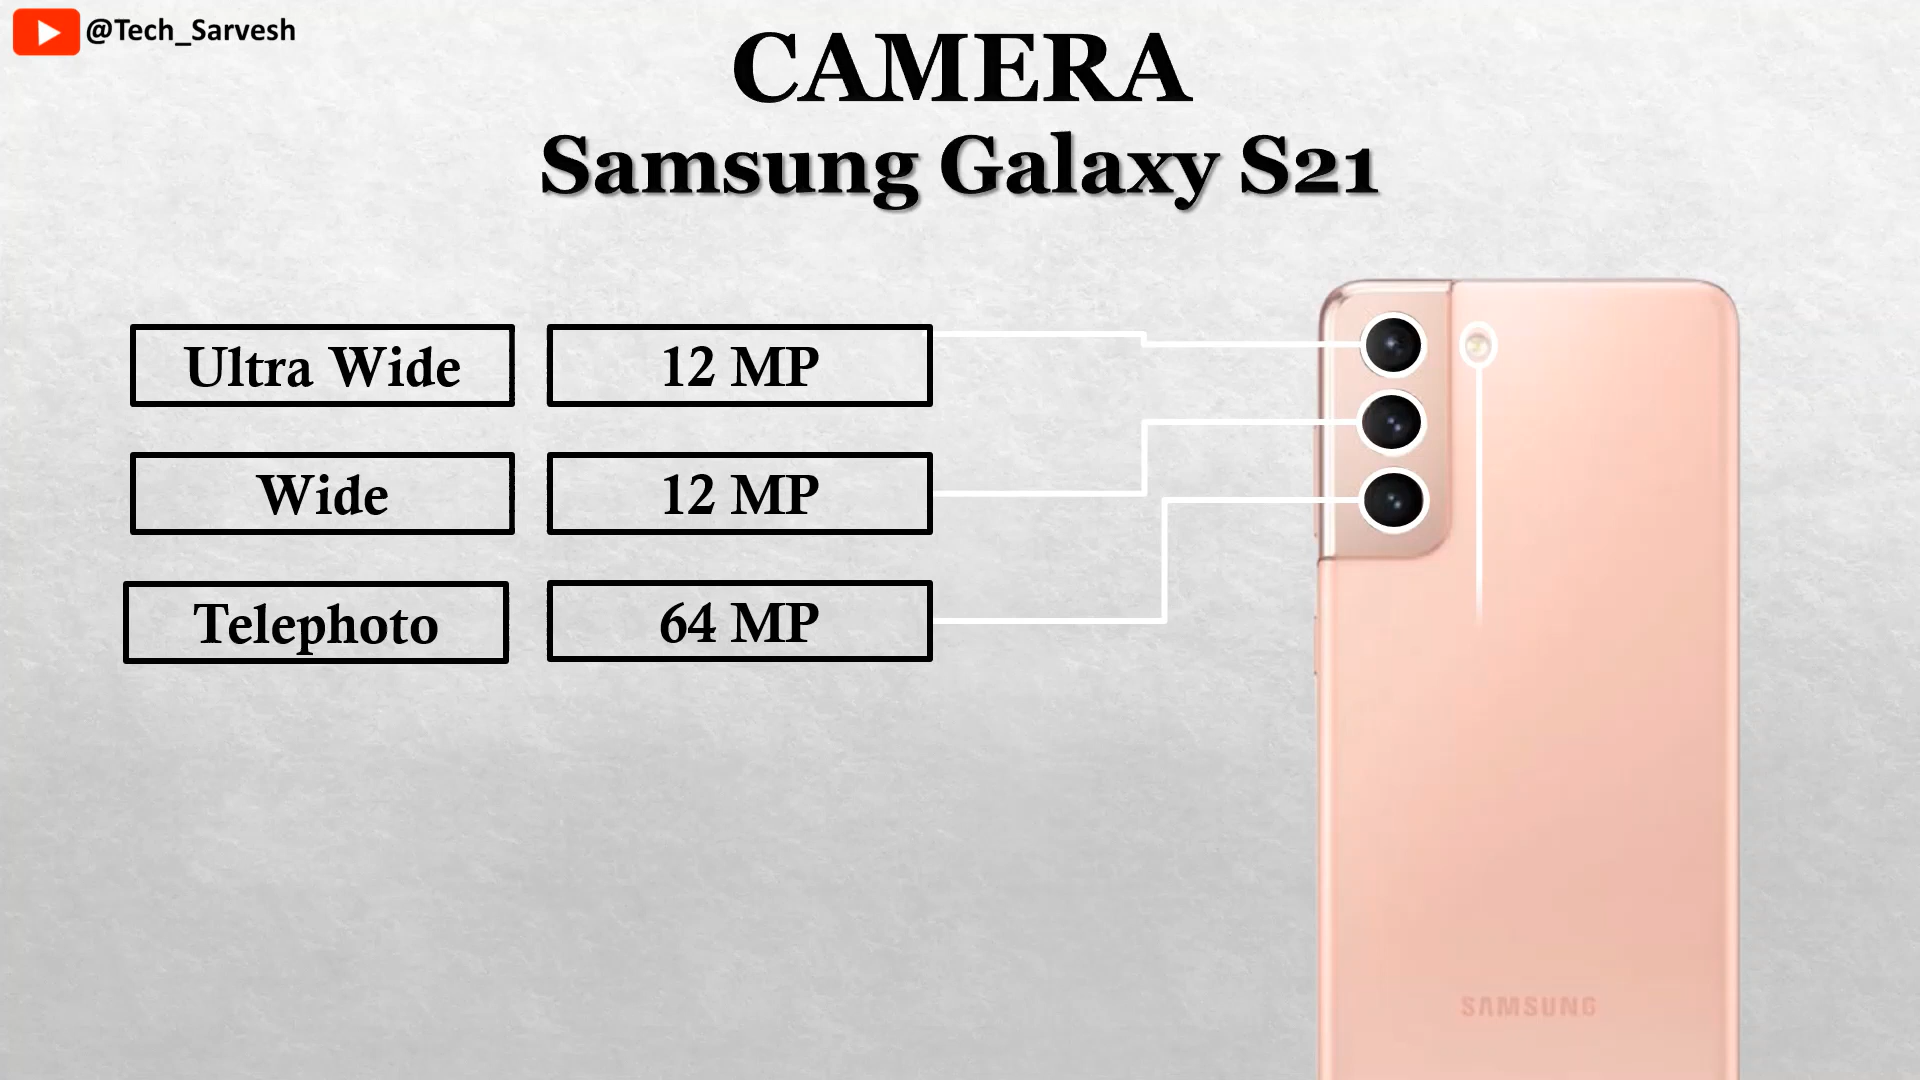 @Tech_Sarvesh
CAMERA
Samsung Galaxy S21
Ultra Wide 12 MP
Wide 12 MP
Telephoto 64 MP
SAMSUNG